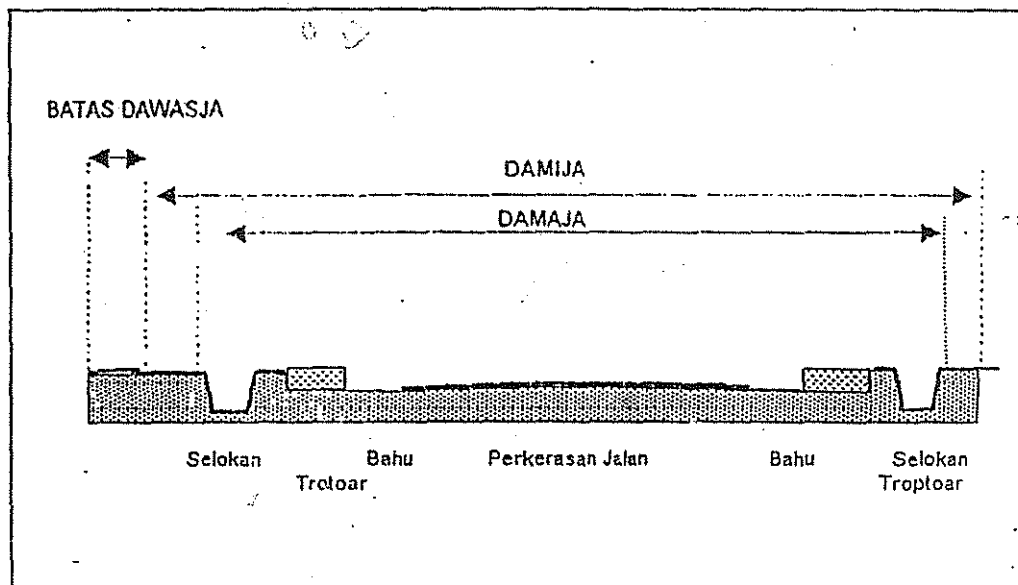 BATAS DAWASJA
DAMIJA
DAMAJA
Selokan Bahu Perkerasan Jalan Bahu Selokan
Trotoar Troptoar